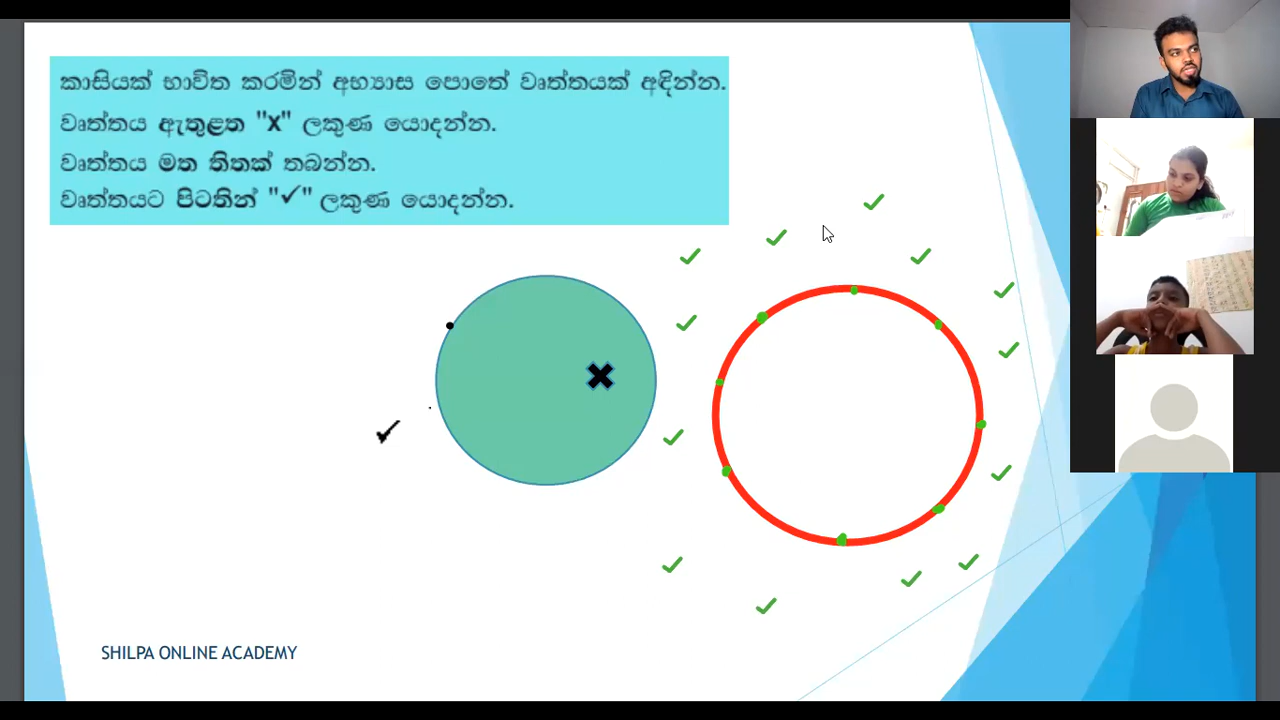 කාසියක් භාවිත කරමින් අභ්‍යාස පොතේ වෘත්තයක් අඳින්න.
වෘත්තය ඇතුළත "x" ලකුණ යොදන්න.
වෘත්තය මත තිතක් තබන්න.
වෘත්තයට පිටතින් "✓" ලකුණ යොදන්න.
SHILPA ONLINE ACADEMY